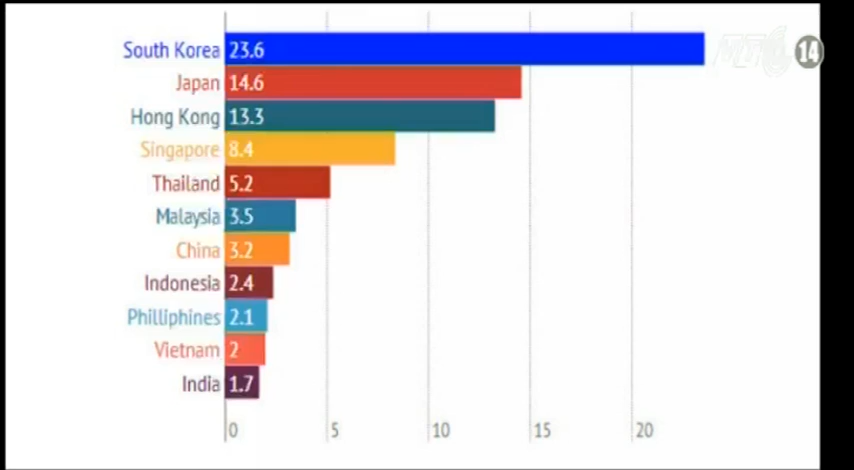 South Korea 23.6
Japan 14.6
Hong Kong 13.3
Singapore 8.4
Thailand 5.2
Malaysia 3.5
China 3.2
Indonesia 2.4
Philliphines 2.1
Vietnam 2
India 1.7
0 5 10 15 20
14